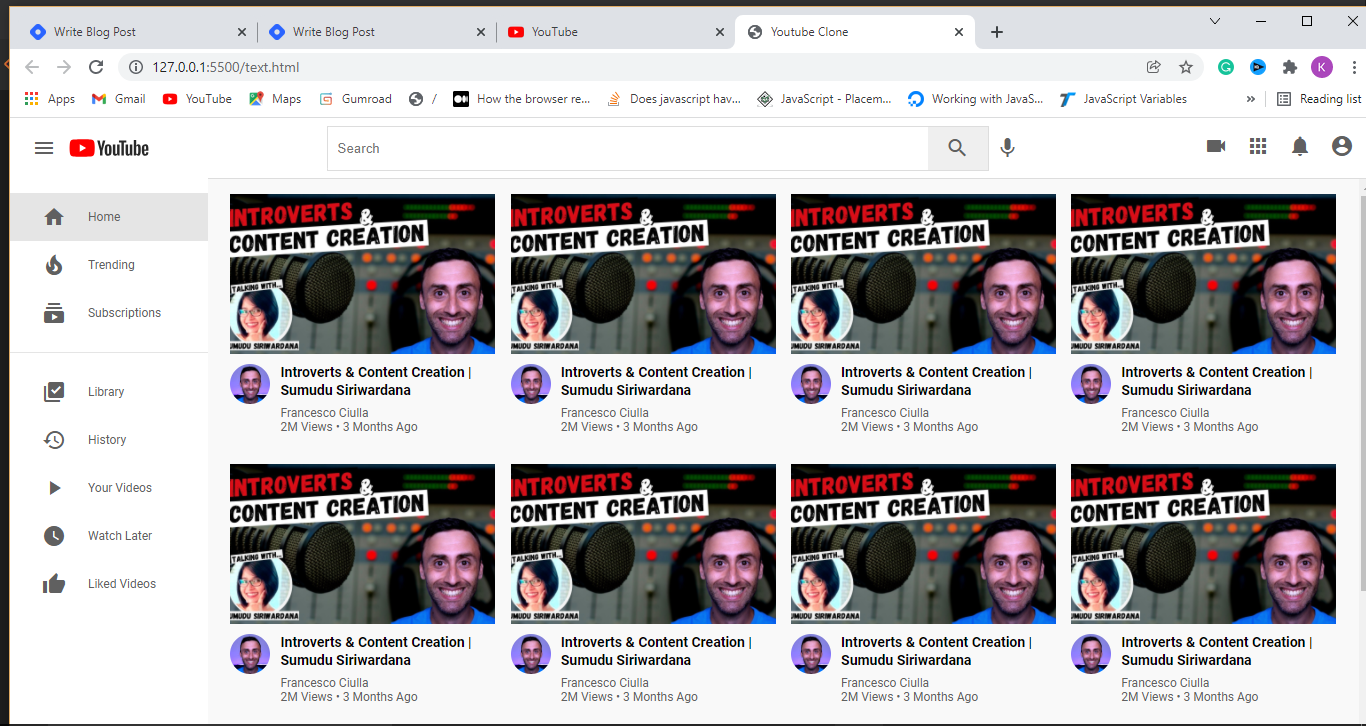 Write Blog Post
Write Blog Post
YouTube
Youtube Clone
127.0.0.1:5500/text.html
K
Apps
Gmail
YouTube
Maps
Gumroad
/
How the browser re...
Does javascript hav...
JavaScript - Placem...
Working with JavaS...
JavaScript Variables
»
Reading list
YouTube
Search
Home
Trending
Subscriptions
Library
History
Your Videos
Watch Later
Liked Videos
INTROVERTS &
CONTENT CREATION
TALKING WITH...
UMUDU SIRIWARDANA
Introverts & Content Creation |
Sumudu Siriwardana
Francesco Ciulla
2M Views • 3 Months Ago
INTROVERTS &
CONTENT CREATION
TALKING WITH...
UMUDU SIRIWARDANA
Introverts & Content Creation |
Sumudu Siriwardana
Francesco Ciulla
2M Views • 3 Months Ago
INTROVERTS &
CONTENT CREATION
TALKING WITH...
UMUDU SIRIWARDANA
Introverts & Content Creation |
Sumudu Siriwardana
Francesco Ciulla
2M Views • 3 Months Ago
INTROVERTS &
CONTENT CREATION
TALKING WITH...
UMUDU SIRIWARDANA
Introverts & Content Creation |
Sumudu Siriwardana
Francesco Ciulla
2M Views • 3 Months Ago
INTROVERTS &
CONTENT CREATION
TALKING WITH...
UMUDU SIRIWARDANA
Introverts & Content Creation |
Sumudu Siriwardana
Francesco Ciulla
2M Views • 3 Months Ago
INTROVERTS &
CONTENT CREATION
TALKING WITH...
UMUDU SIRIWARDANA
Introverts & Content Creation |
Sumudu Siriwardana
Francesco Ciulla
2M Views • 3 Months Ago
INTROVERTS &
CONTENT CREATION
TALKING WITH...
UMUDU SIRIWARDANA
Introverts & Content Creation |
Sumudu Siriwardana
Francesco Ciulla
2M Views • 3 Months Ago
INTROVERTS &
CONTENT CREATION
TALKING WITH...
UMUDU SIRIWARDANA
Introverts & Content Creation |
Sumudu Siriwardana
Francesco Ciulla
2M Views • 3 Months Ago